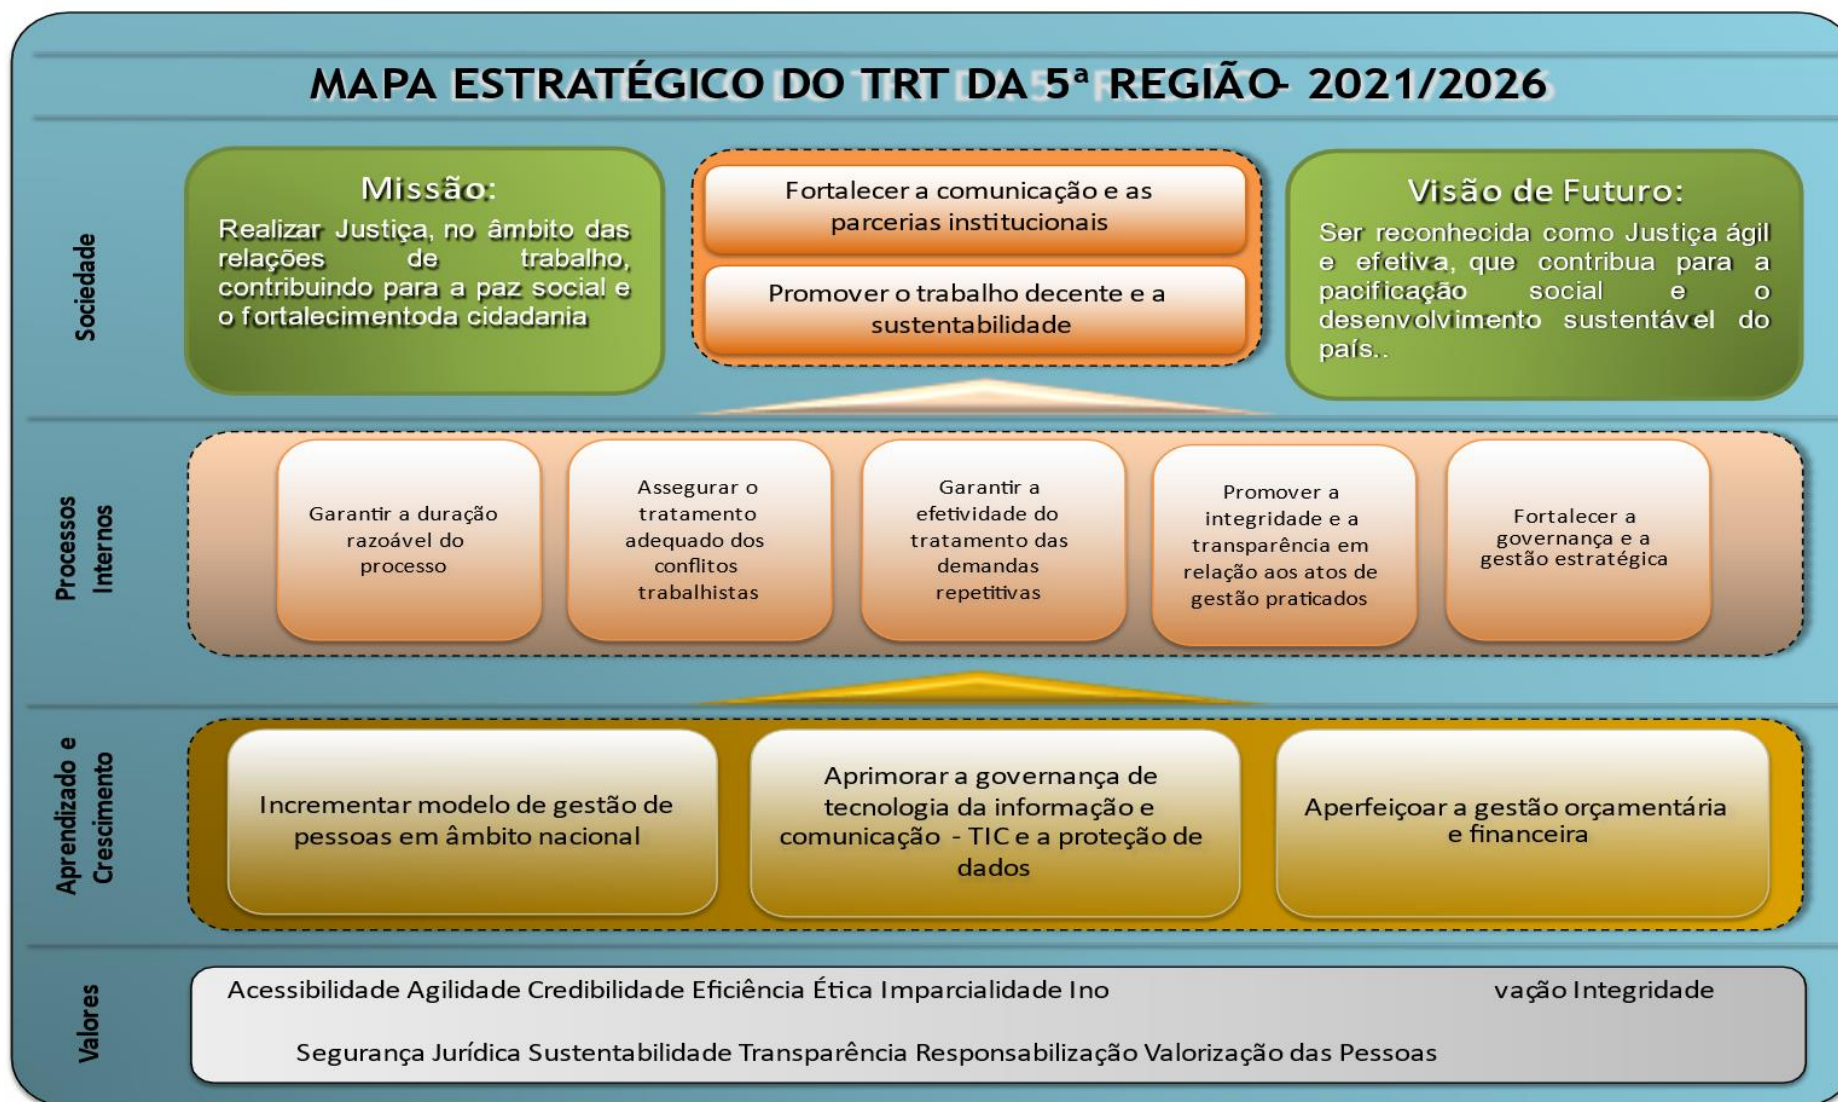 MAPA ESTRATÉGICO DO TRT DA 5ª REGIÃO- 2021/2026
Sociedade
Missão:
Realizar Justiça, no âmbito das
relações de trabalho,
contribuindo para a paz social e
o fortalecimentoda cidadania
Fortalecer a comunicação e as
parcerias institucionais
Promover o trabalho decente e a
sustentabilidade
Visão de Futuro:
Ser reconhecida como Justiça ágil
e efetiva, que contribua para a
pacificação social e o
desenvolvimento sustentável do
país..
Processos
Internos
Garantir a duração
razoável do
processo
Assegurar o
tratamento
adequado dos
conflitos
trabalhistas
Garantir a
efetividade do
tratamento das
demandas
repetitivas
Promover a
integridade e a
transparência em
relação aos atos de
gestão praticados
Fortalecer a
governança e a
gestão estratégica
Aprendizado e
Crescimento
Incrementar modelo de gestão de
pessoas em âmbito nacional
Aprimorar a governança de
tecnologia da informação e
comunicação - TIC e a proteção de
dados
Aperfeiçoar a gestão orçamentária
e financeira
Valores
Acessibilidade Agilidade Credibilidade Eficiência Ética Imparcialidade Ino vação Integridade
Segurança Jurídica Sustentabilidade Transparência Responsabilização Valorização das Pessoas